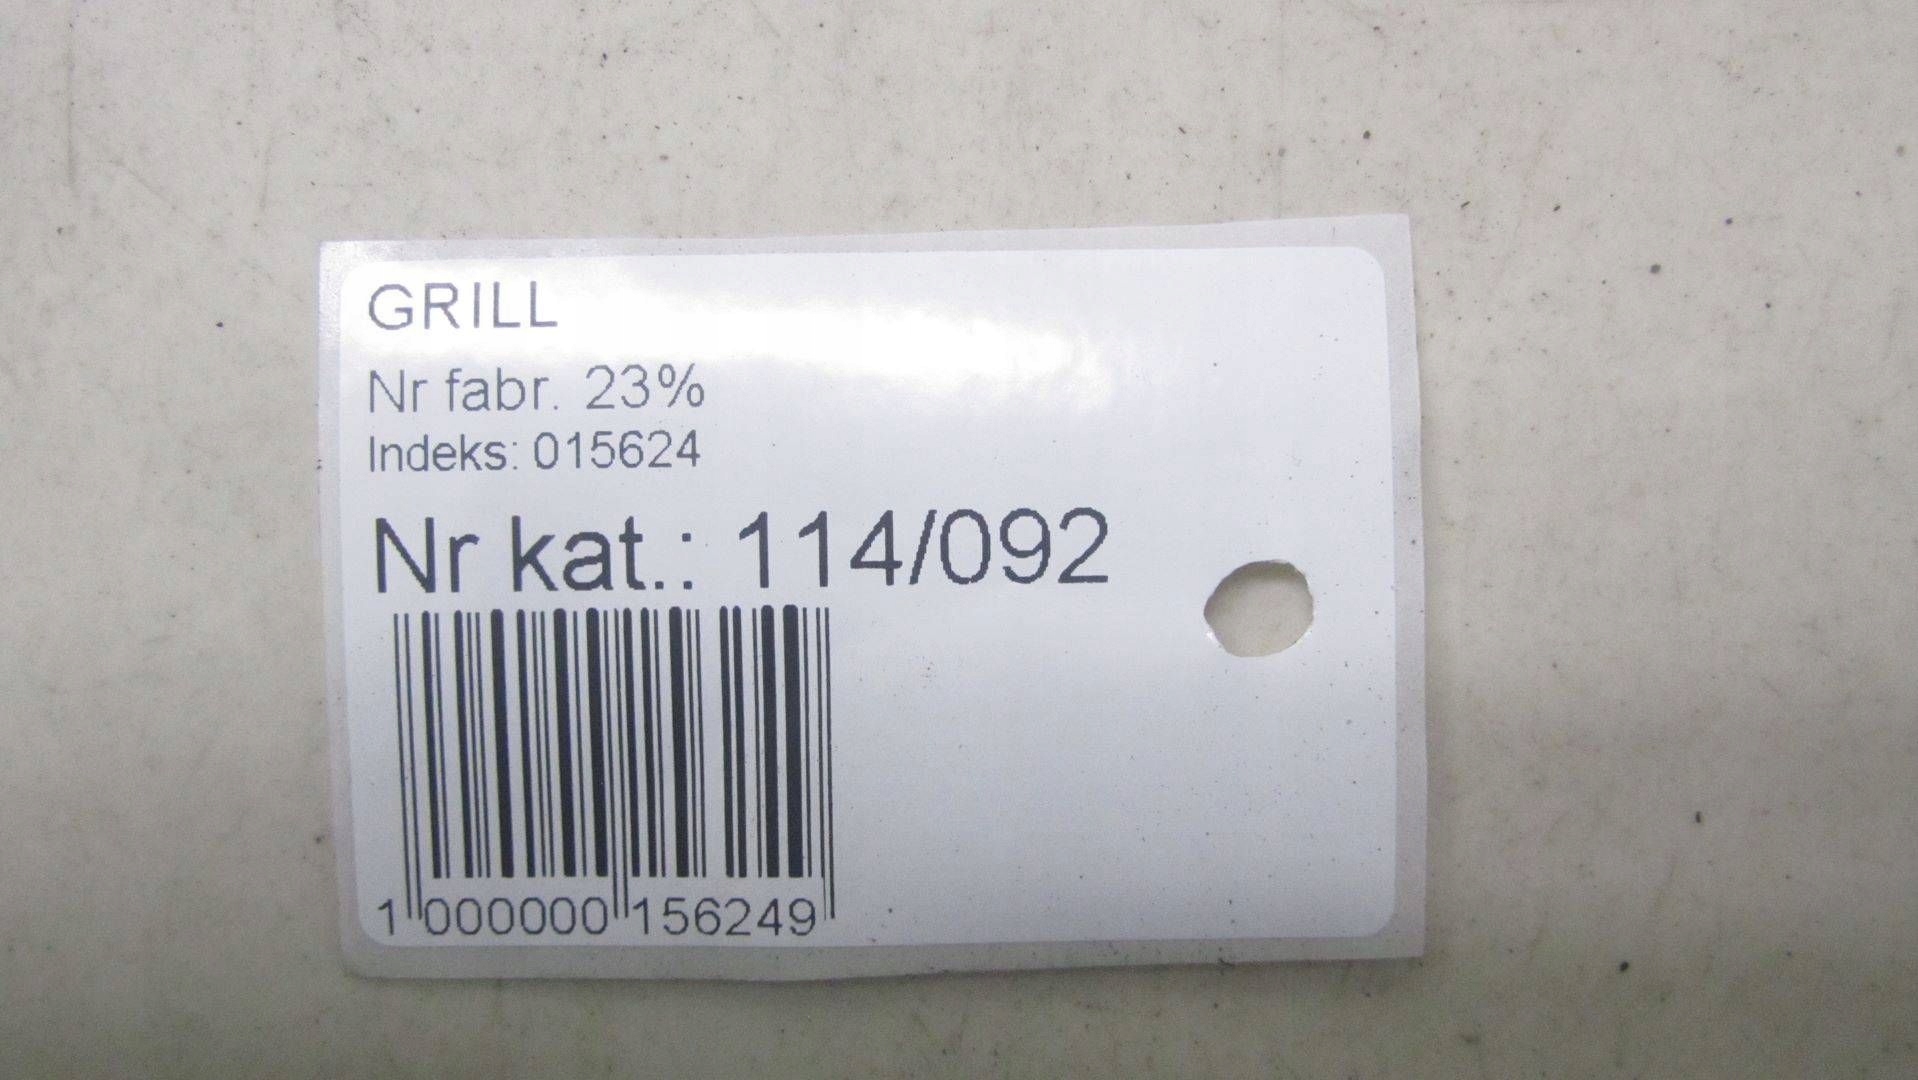 GRILL
Nr fabr. 23%
Indeks: 015624
Nr kat.: 114/092
1 000000 156249